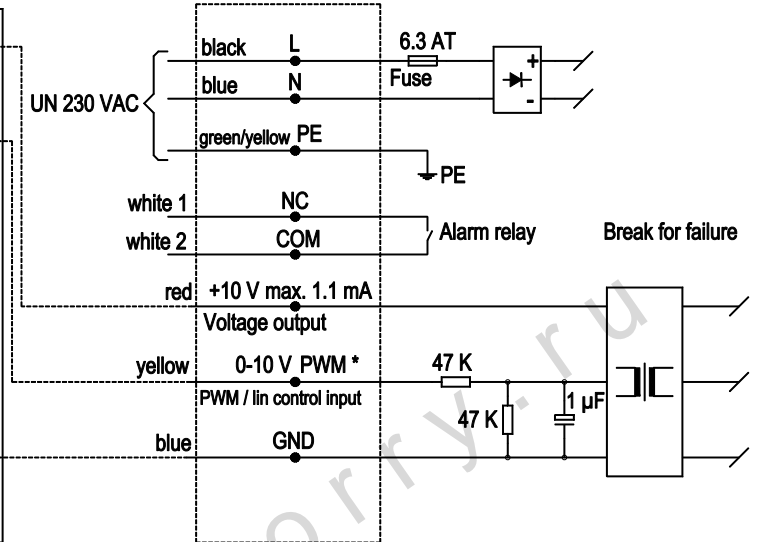 black L 6.3 AT
Fuse
+
blue N
-
UN 230 VAC
green/yellow PE
PE
white 1 NC
Alarm relay Break for failure
white 2 COM
red +10 V max. 1.1 mA
Voltage output
yellow 0-10 V PWM * 47 K
PWM / lin control input
47 K 1 µF
blue GND
orry.ru